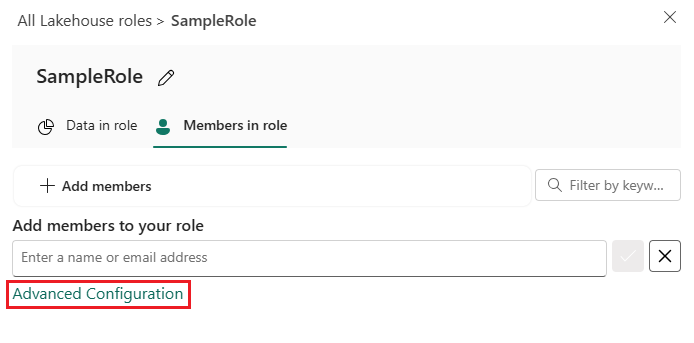 All Lakehouse roles > SampleRole
SampleRole
Data in role Members in role
Add members Filter by keyw...
Add members to your role
Enter a name or email address
Advanced Configuration